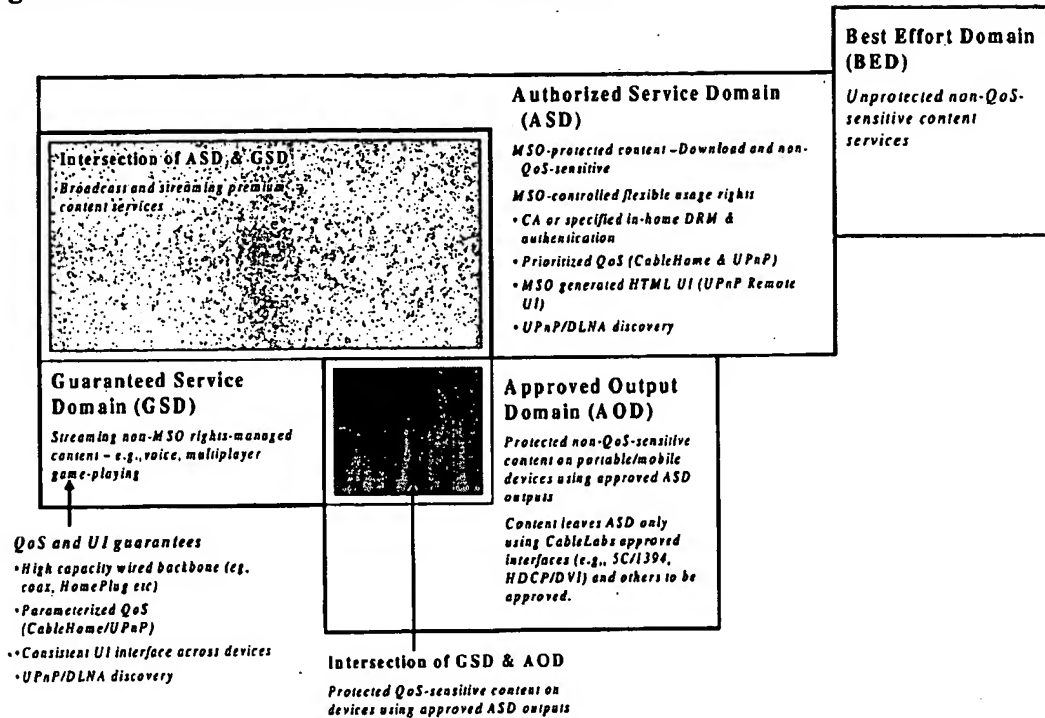 Best Effort Domain
(BED)
Unprotected non-QoS-
sensitive content
services
Authorized Service Domain
(ASD)
MSO-protected content –Download and non-
QoS-sensitive
MSO-controlled flexible usage rights
•CA or specified in-home DRM &
authentication
•Prioritized QoS (CableHome & UPnP)
•MSO generated HTML UI (UPnP Remote
UI)
•UPnP/DLNA discovery
Intersection of ASD & GSD
•Broadcast and streaming premium
content services
Guaranteed Service
Domain (GSD)
Streaming non-MSO rights-managed
content – e.g.,voice, multiplayer
game-playing
Approved Output
Domain (AOD)
Protected non-QoS-sensitive
content on portable/mobile
devices using approved ASD
outputs
Content leaves ASD only
using CableLabs approved
interfaces (e.g., 5C/1394,
HDCP/DVI) and others to be
approved.
QoS and UI guarantees
•High capacity wired backbone (eg,
coax, HomePlug etc)
•Parameterized QoS
(CableHome/UPnP)
•Consistent UI interface across devices
•UPnP/DLNA discovery
Intersection of GSD & AOD
Protected QoS-sensitive content on
devices using approved ASD outputs